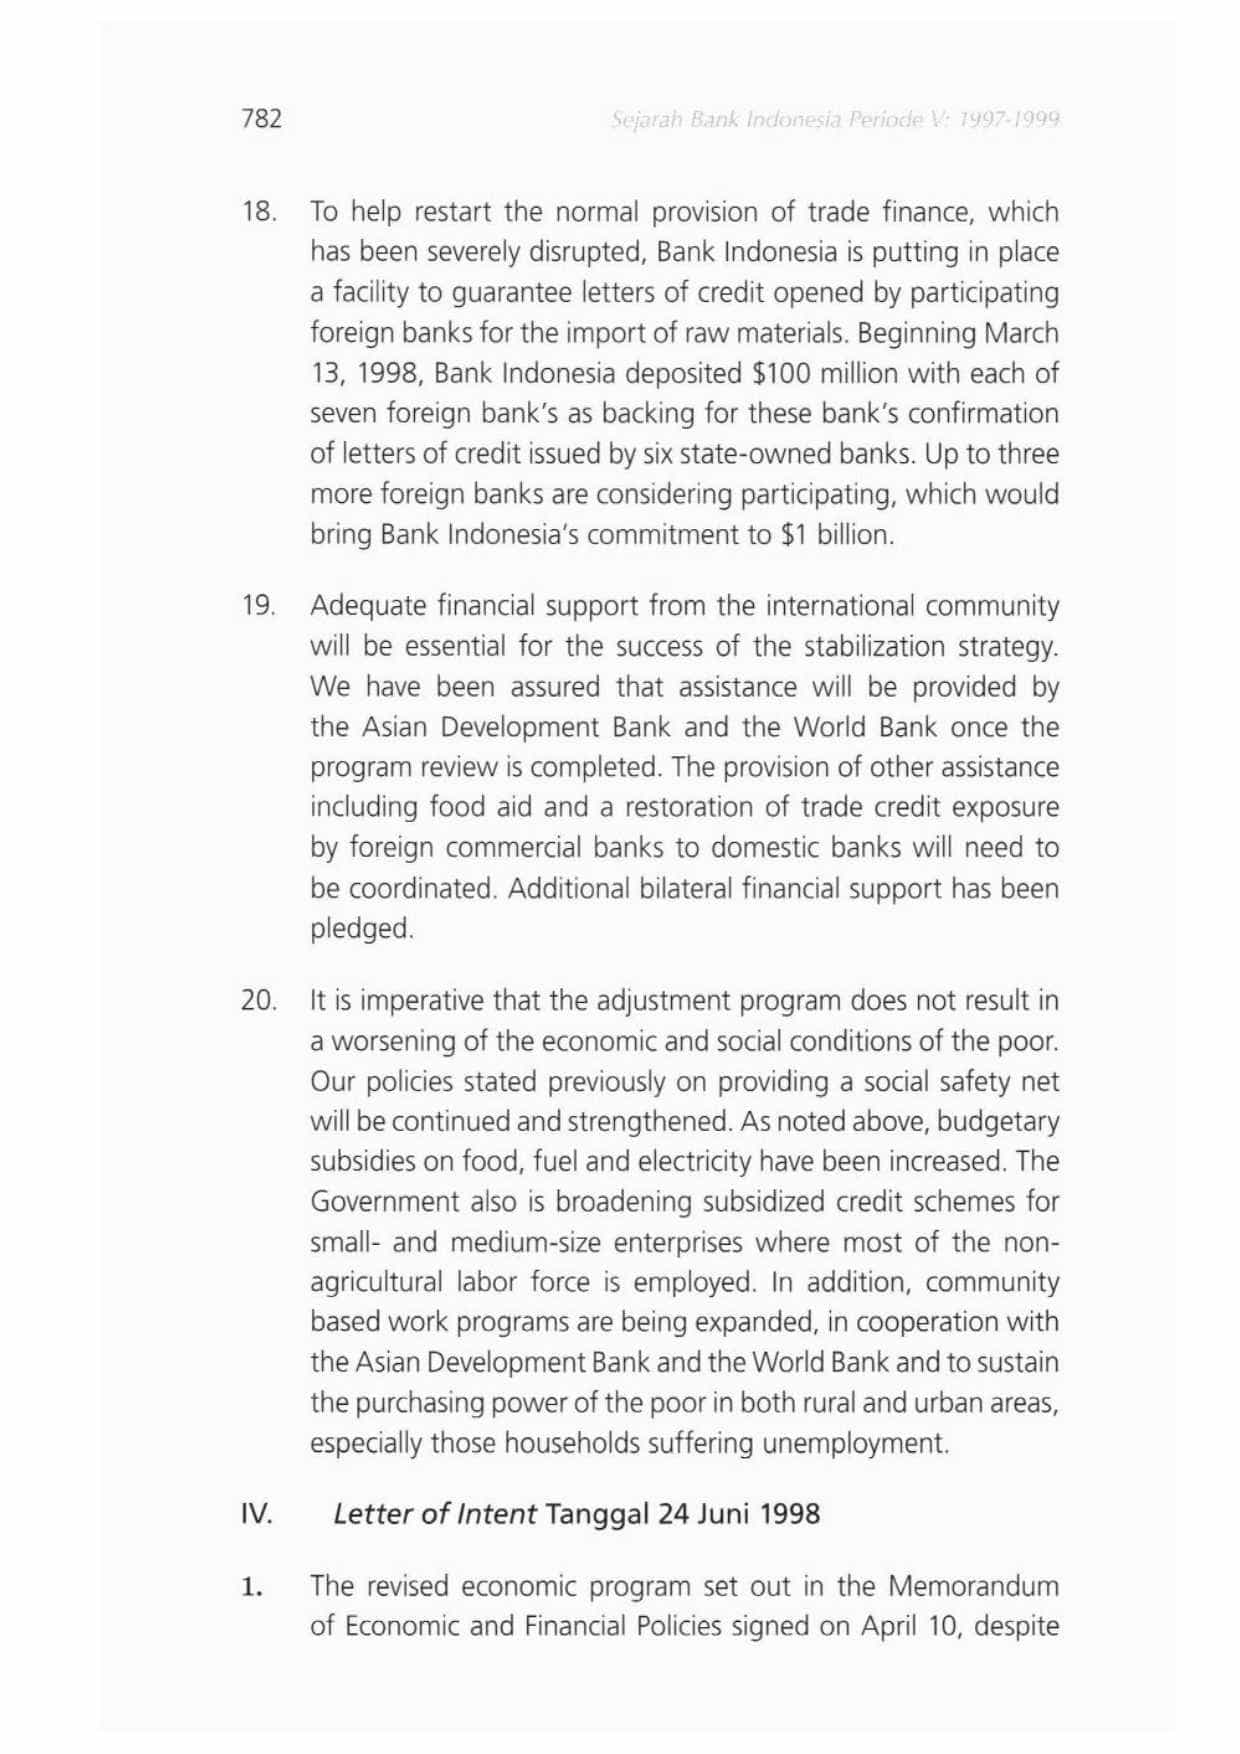 782
Sejarah Bank Indonesia Periode V: 1997-1999
18. To help restart the normal provision of trade finance, which
has been severely disrupted, Bank Indonesia is putting in place
a facility to guarantee letters of credit opened by participating
foreign banks for the import of raw materials. Beginning March
13, 1998, Bank Indonesia deposited $100 million with each of
seven foreign bank's as backing for these bank's confirmation
of letters of credit issued by six state-owned banks. Up to three
more foreign banks are considering participating, which would
bring Bank Indonesia's commitment to $1 billion.
19. Adequate financial support from the international community
will be essential for the success of the stabilization strategy.
We have been assured that assistance will be provided by
the Asian Development Bank and the World Bank once the
program review is completed. The provision of other assistance
including food aid and a restoration of trade credit exposure
by foreign commercial banks to domestic banks will need to
be coordinated. Additional bilateral financial support has been
pledged.
20. It is imperative that the adjustment program does not result in
a worsening of the economic and social conditions of the poor.
Our policies stated previously on providing a social safety net
will be continued and strengthened. As noted above, budgetary
subsidies on food, fuel and electricity have been increased. The
Government also is broadening subsidized credit schemes for
small- and medium-size enterprises where most of the non-
agricultural labor force is employed. In addition, community
based work programs are being expanded, in cooperation with
the Asian Development Bank and the World Bank and to sustain
the purchasing power of the poor in both rural and urban areas,
especially those households suffering unemployment.
IV. Letter of Intent Tanggal 24 Juni 1998
1. The revised economic program set out in the Memorandum
of Economic and Financial Policies signed on April 10, despite